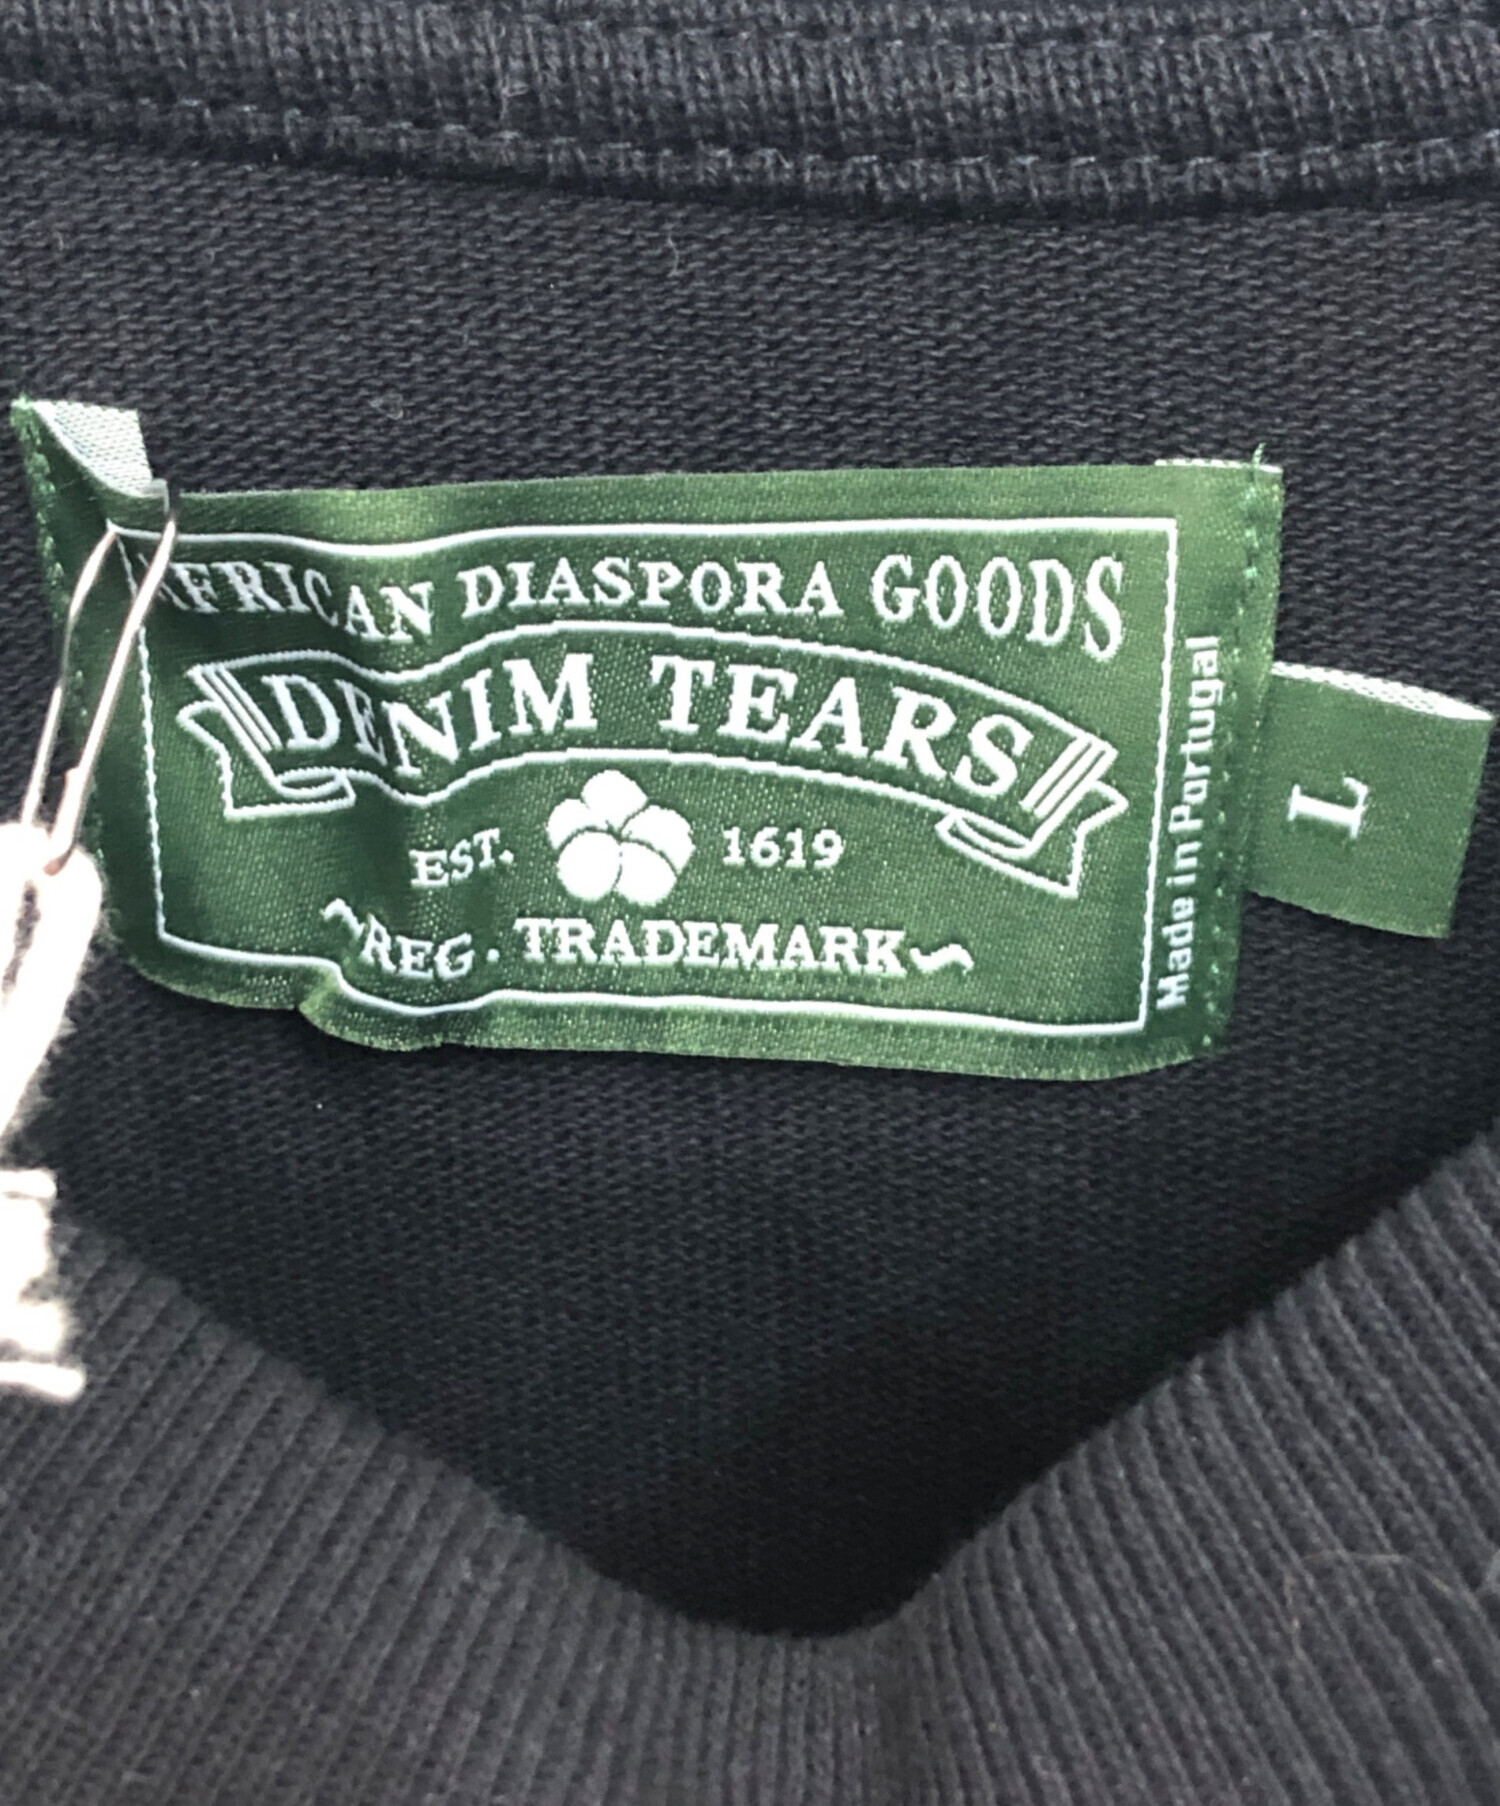 AFRICAN DIASPORA GOODS
DENIM TEARS
EST. 1619
REG. TRADEMARK
Made in Portugal
L